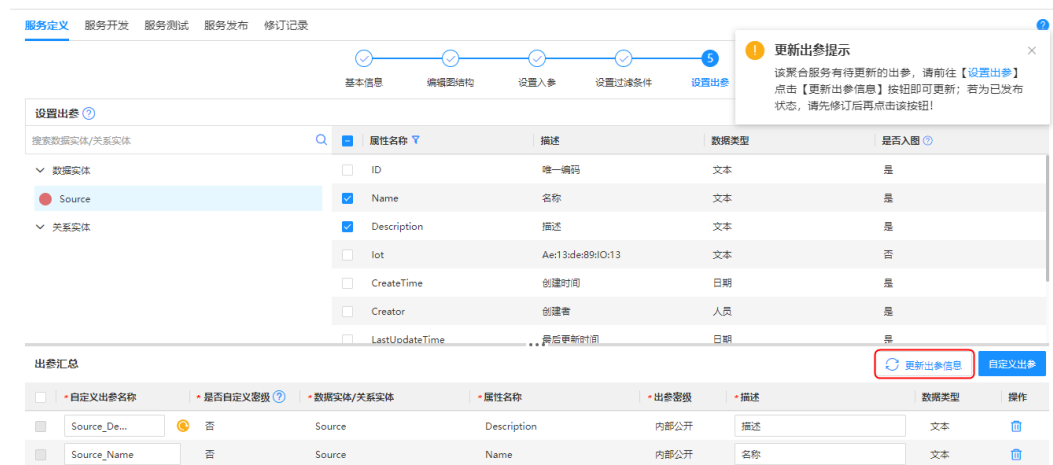 服务定义 服务开发 服务测试 服务发布 修订记录
更新出参提示
该聚合服务有待更新的出参，请前往【设置出参】
点击【更新出参信息】按钮即可更新；若为已发布
状态，请先修订后再点击该按钮！
5
基本信息 编辑图结构 设置入参 设置过滤条件 设置出参
设置出参
搜索数据实体/关系实体
属性名称 描述 数据类型 是否入图
数据实体
ID 唯一编码 文本 是
Source
Name 名称 文本 是
关系实体
Description 描述 文本 是
Iot Ae:13:de:89:IO:13 文本 否
CreateTime 创建时间 日期 是
Creator 创建者 人员 是
LastUpdateTime 最后更新时间 日期 是
出参汇总 更新出参信息 自定义出参
*自定义出参名称 *是否自定义密级 *数据实体/关系实体 *属性名称 *出参密级 *描述 数据类型 操作
Source_De... 否 Source Description 内部公开 描述 文本
Source_Name 否 Source Name 内部公开 名称 文本